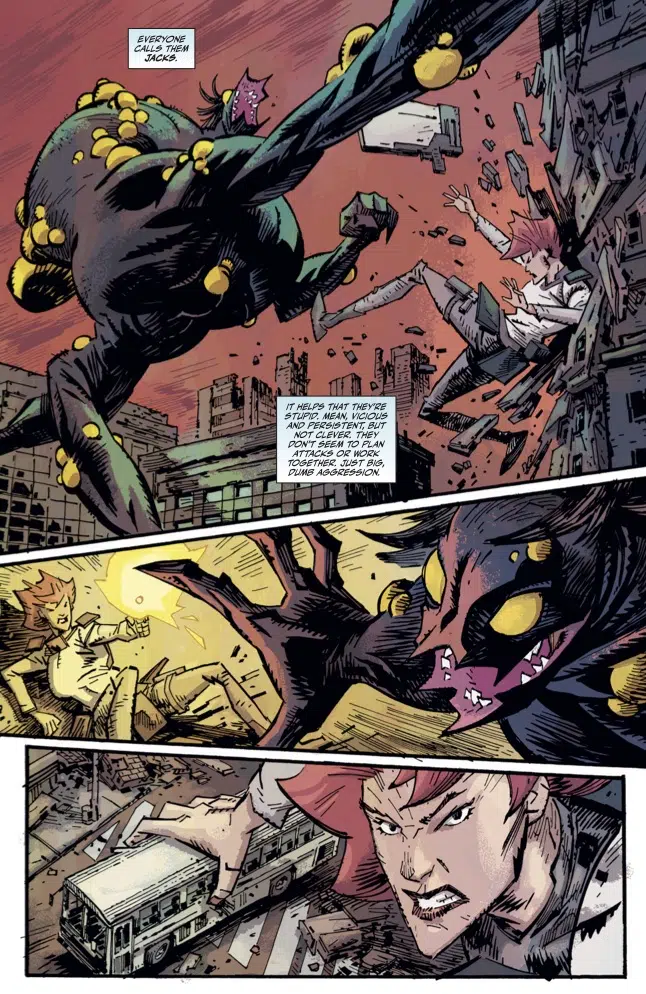 EVERYONE
CALLS THEM
JACKS.
IT HELPS THAT THEY'RE
STUPID. MEAN, VICIOUS
AND PERSISTENT, BUT
NOT CLEVER. THEY
DON'T SEEM TO PLAN
ATTACKS OR WORK
TOGETHER. JUST BIG,
DUMB AGGRESSION.